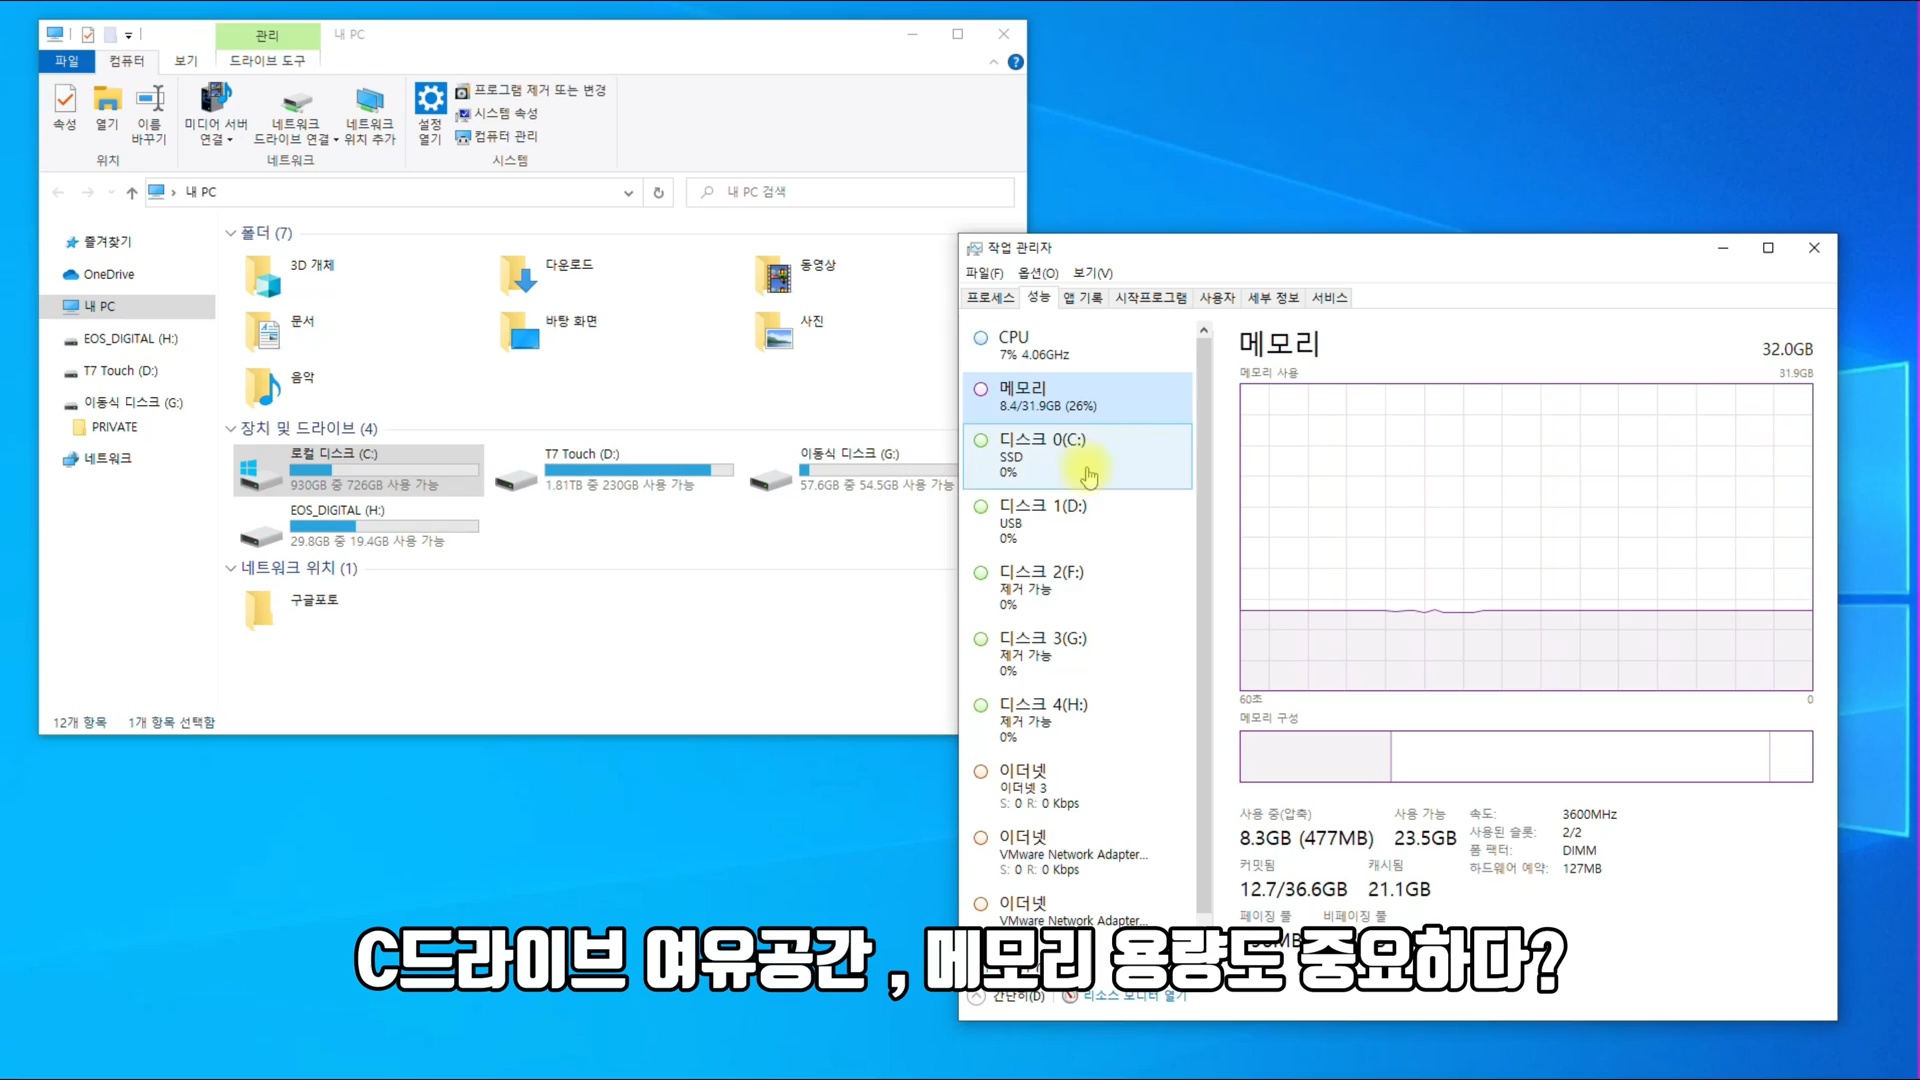 관리
내 PC
파일
컴퓨터
보기
드라이브 도구
속성
열기
이름
바꾸기
위치
미디어 서버
연결
네트워크
드라이브 연결
네트워크
위치 추가
네트워크
설정
열기
프로그램 제거 또는 변경
시스템 속성
컴퓨터 관리
시스템
내 PC
내 PC 검색
즐겨찾기
OneDrive
내 PC
EOS_DIGITAL (H:)
T7 Touch (D:)
이동식 디스크 (G:)
PRIVATE
네트워크
폴더 (7)
3D 개체
다운로드
동영상
문서
바탕 화면
사진
음악
장치 및 드라이브 (4)
로컬 디스크 (C:)
930GB 중 726GB 사용 가능
T7 Touch (D:)
1.81TB 중 230GB 사용 가능
이동식 디스크 (G:)
57.6GB 중 54.5GB 사용 가능
EOS_DIGITAL (H:)
29.8GB 중 19.4GB 사용 가능
네트워크 위치 (1)
구글포토
12개 항목
1개 항목 선택함
작업 관리자
파일(F) 옵션(O) 보기(V)
프로세스 성능 앱 기록 시작프로그램 사용자 세부 정보 서비스
CPU
7% 4.06GHz
메모리
8.4/31.9GB (26%)
디스크 0(C:)
SSD
0%
디스크 1(D:)
USB
0%
디스크 2(F:)
제거 가능
0%
디스크 3(G:)
제거 가능
0%
디스크 4(H:)
제거 가능
0%
이더넷
이더넷 3
S: 0 R: 0 Kbps
이더넷
VMware Network Adapter...
S: 0 R: 0 Kbps
이더넷
VMware Network Adapter...
메모리
32.0GB
메모리 사용
31.9GB
60초
0
메모리 구성
사용 중(압축)
8.3GB (477MB)
사용 가능
23.5GB
속도: 3600MHz
사용된 슬롯: 2/2
폼 팩터: DIMM
하드웨어 예약: 127MB
커밋됨
12.7/36.6GB
캐시됨
21.1GB
페이징 풀
비페이징 풀
C드라이브 여유공간 , 메모리 용량도 중요하다?
간단히(D)
리소스 모니터 열기